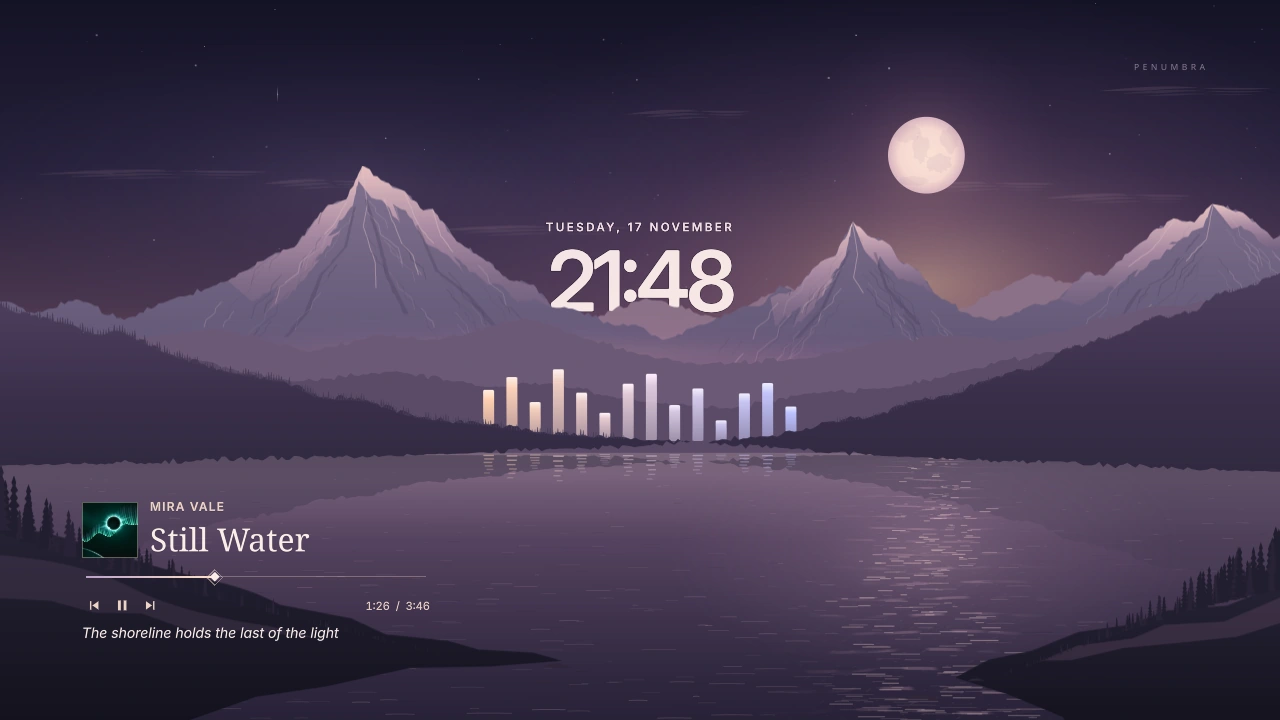 PENUMBRA
TUESDAY, 17 NOVEMBER
21:48
MIRA VALE
Still Water
1:26 / 3:46
The shoreline holds the last of the light